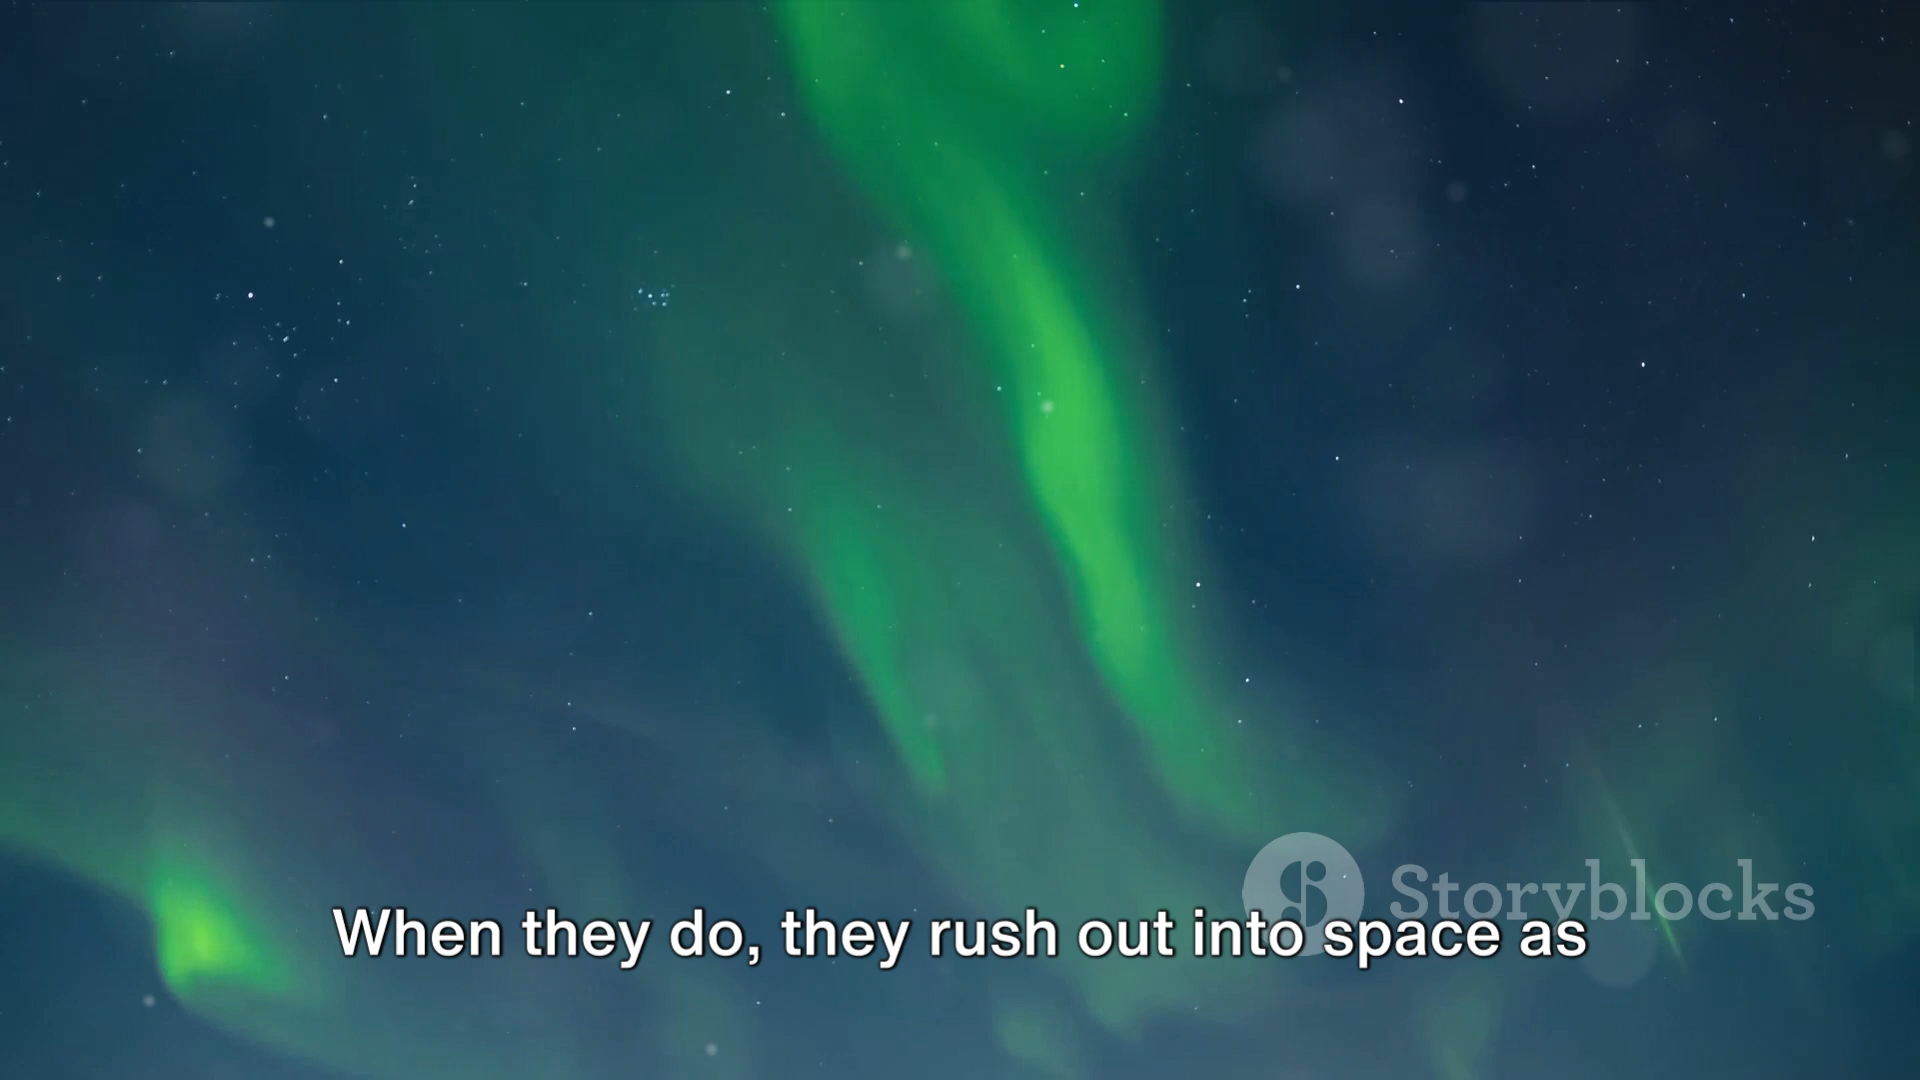 Storyblocks
When they do, they rush out into space as